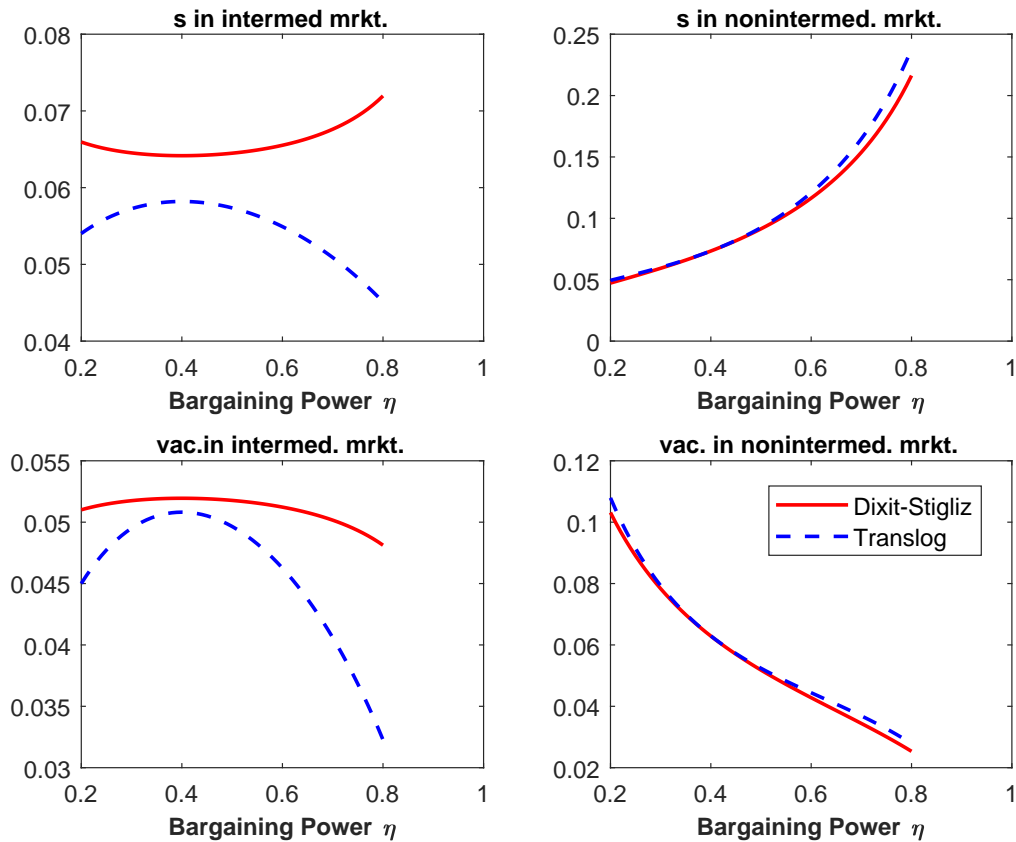 s in intermed mrkt.
0.08
0.07
0.06
0.05
0.04
0.2 0.4 0.6 0.8 1
Bargaining Power η
s in nonintermed. mrkt.
0.25
0.2
0.15
0.1
0.05
0
0.2 0.4 0.6 0.8 1
Bargaining Power η
vac.in intermed. mrkt.
0.055
0.05
0.045
0.04
0.035
0.03
0.2 0.4 0.6 0.8 1
Bargaining Power η
vac. in nonintermed. mrkt.
0.12
0.1
0.08
0.06
0.04
0.02
0.2 0.4 0.6 0.8 1
Bargaining Power η
Dixit-Stigliz
Translog